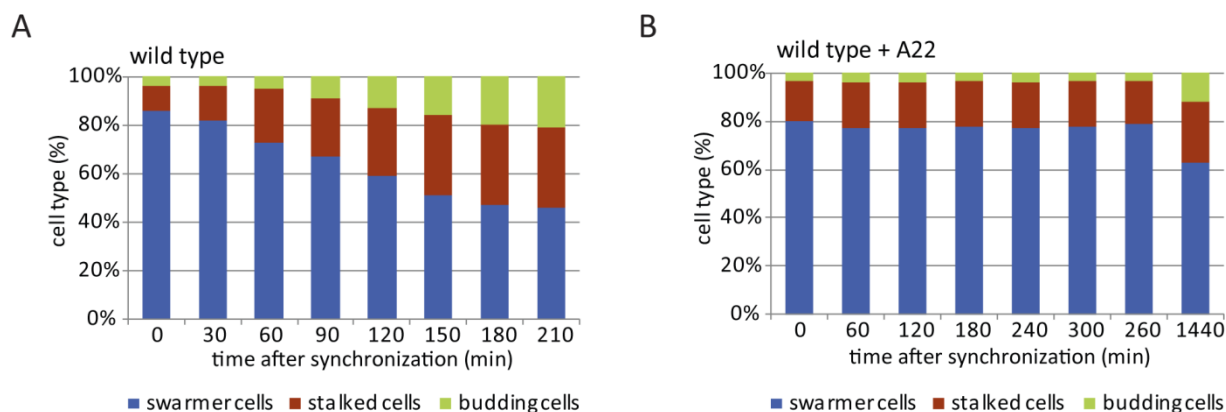 A
wild type
100%
80%
60%
40%
20%
0%
cell type (%)
0 30 60 90 120 150 180 210
time after synchronization (min)
swarmer cells stalked cells budding cells
B
wild type + A22
100%
80%
60%
40%
20%
0%
cell type (%)
0 60 120 180 240 300 260 1440
time after synchronization (min)
swarmer cells stalked cells budding cells